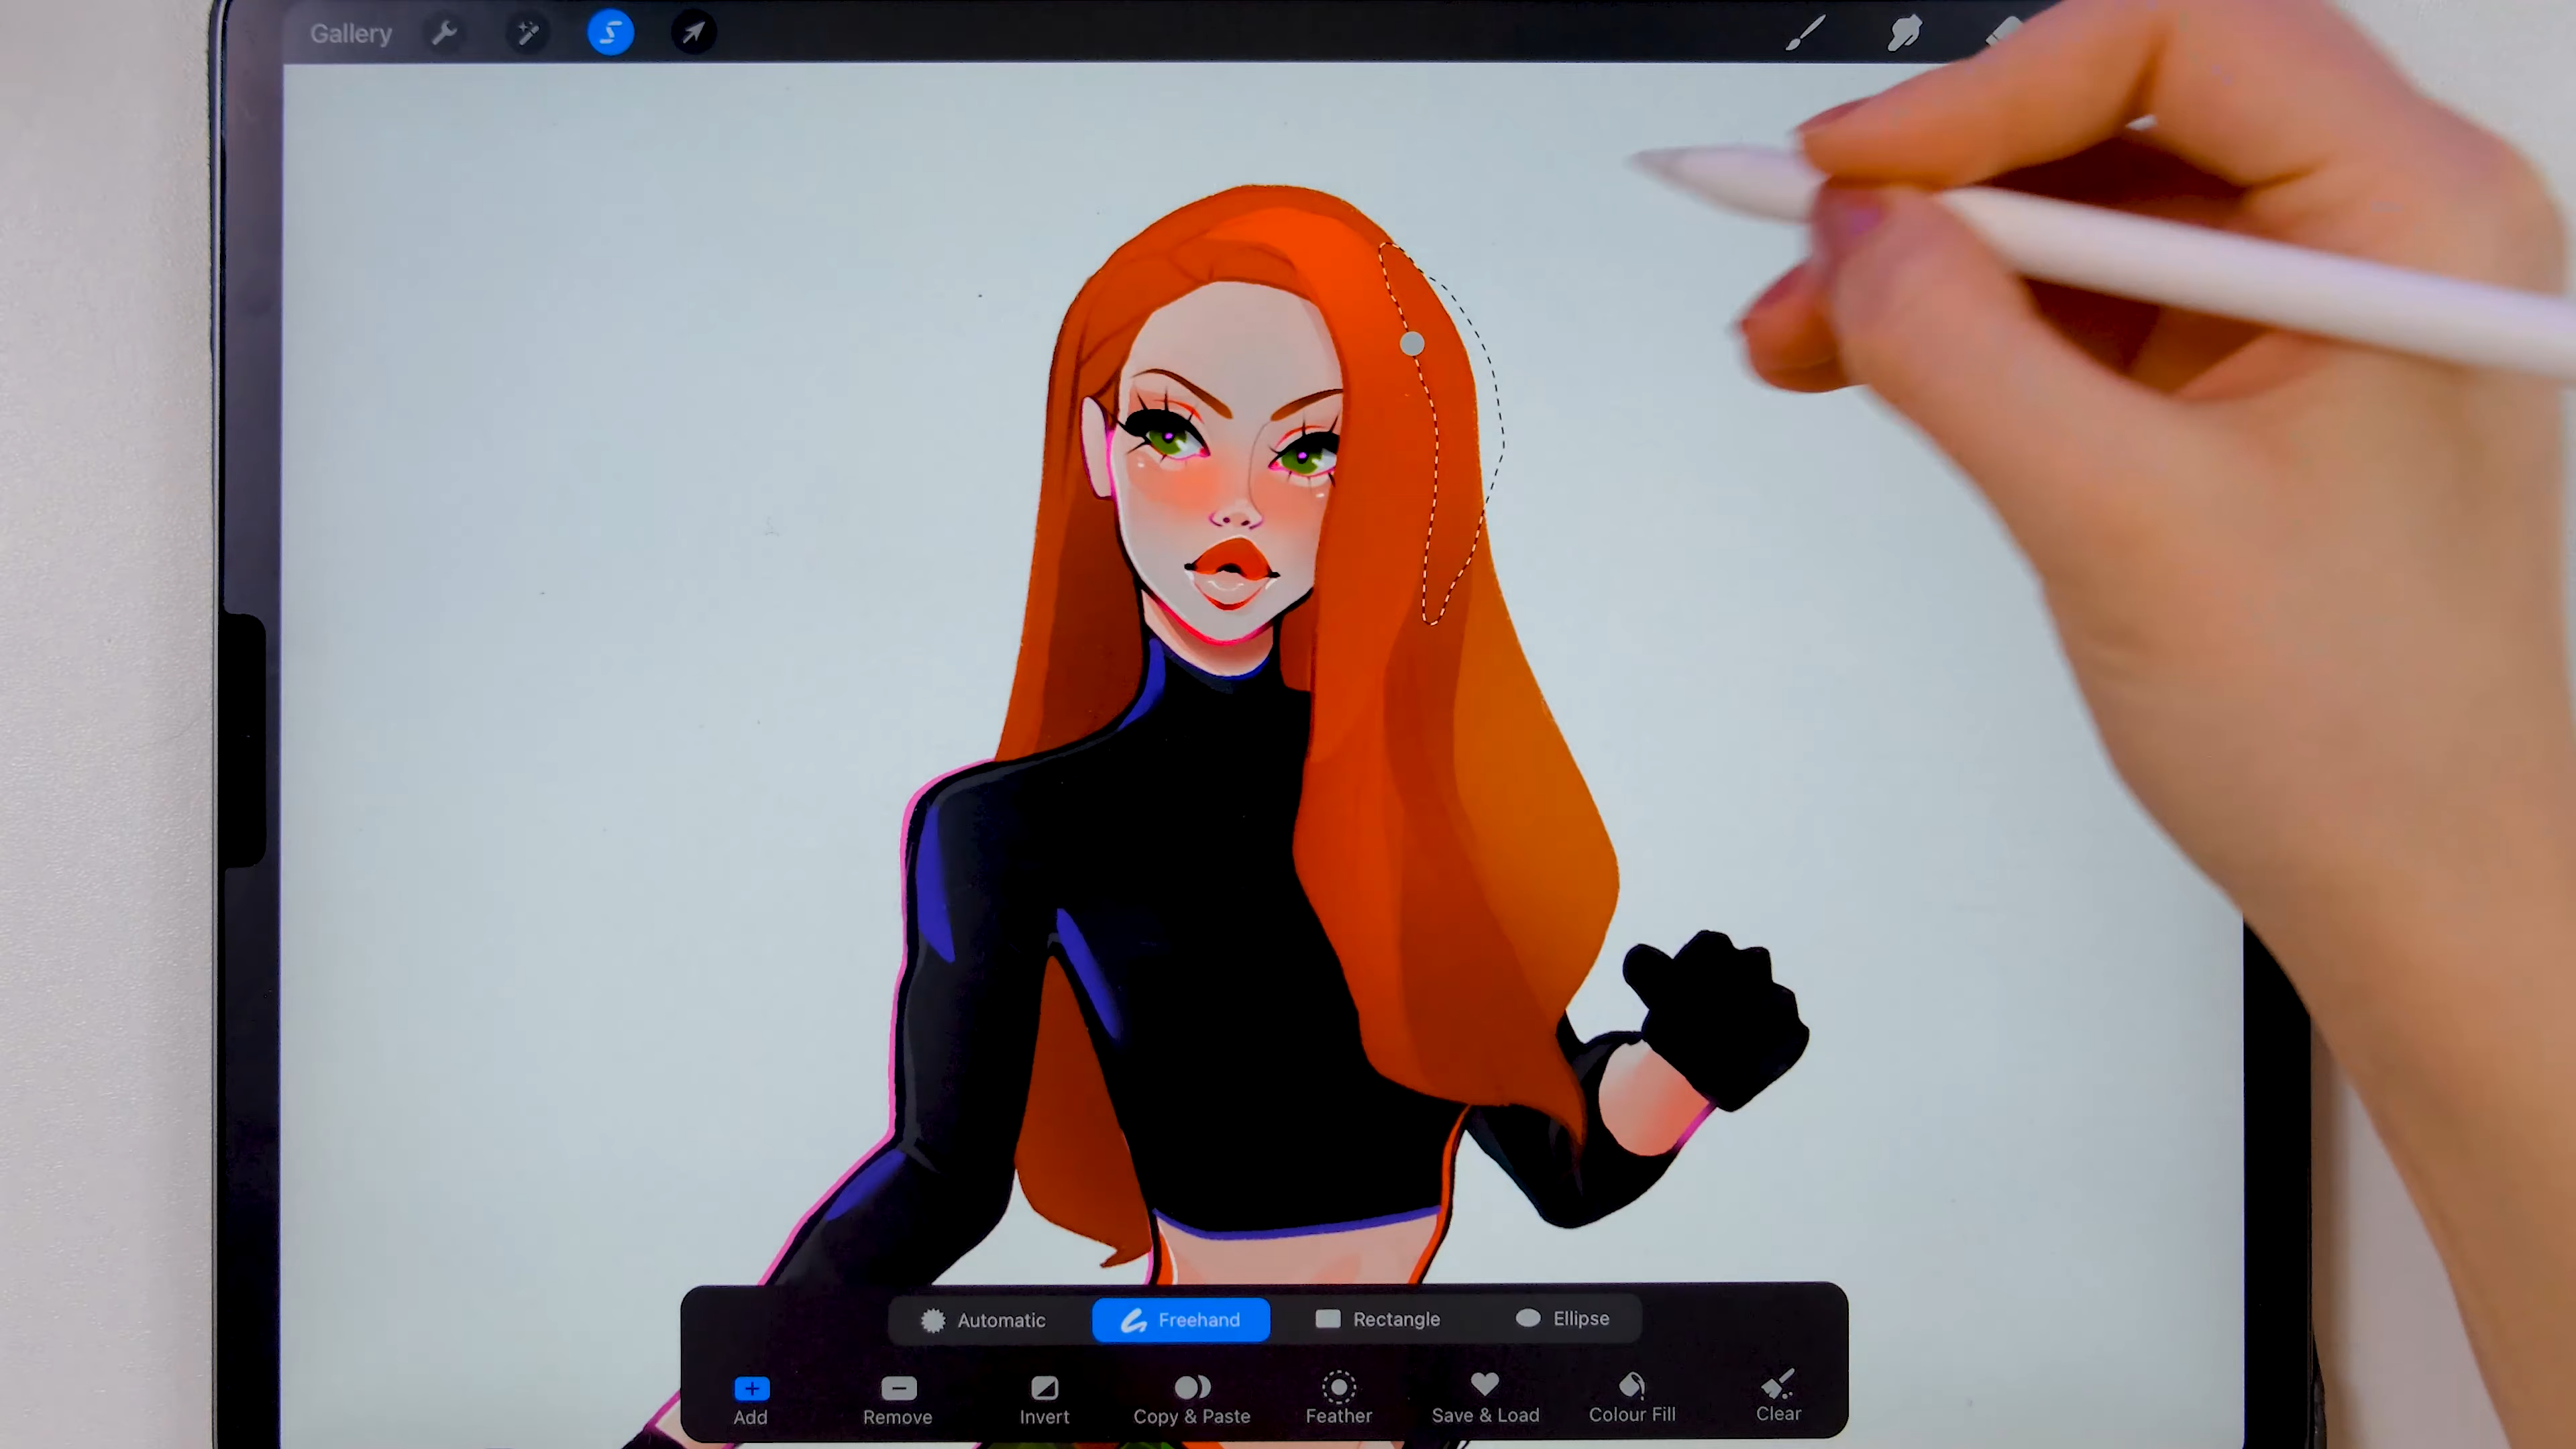 Gallery
Automatic Freehand Rectangle Ellipse
Add Remove Invert Copy & Paste Feather Save & Load Colour Fill Clear